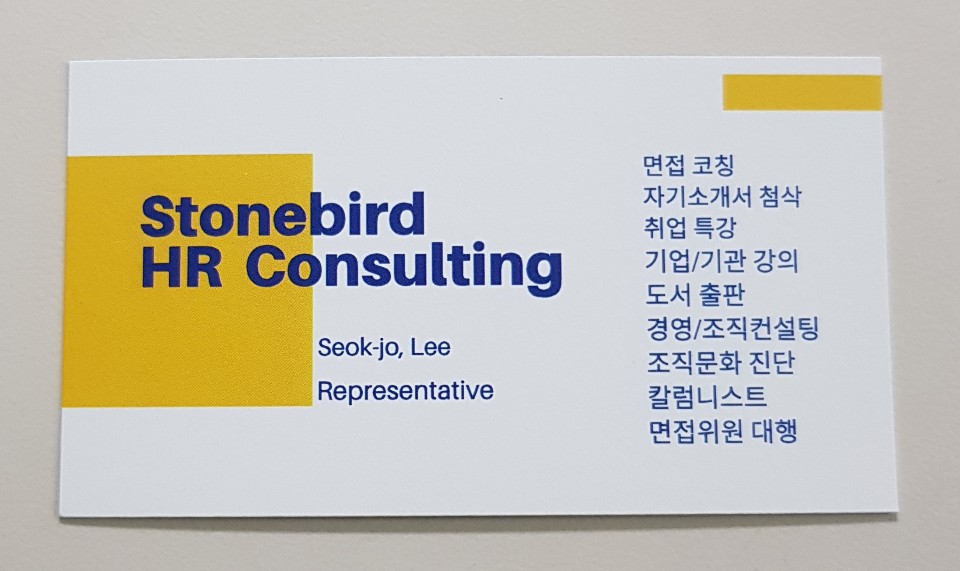 Stonebird
HR Consulting
Seok-jo, Lee
Representative
면접 코칭
자기소개서 첨삭
취업 특강
기업/기관 강의
도서 출판
경영/조직컨설팅
조직문화 진단
칼럼니스트
면접위원 대행